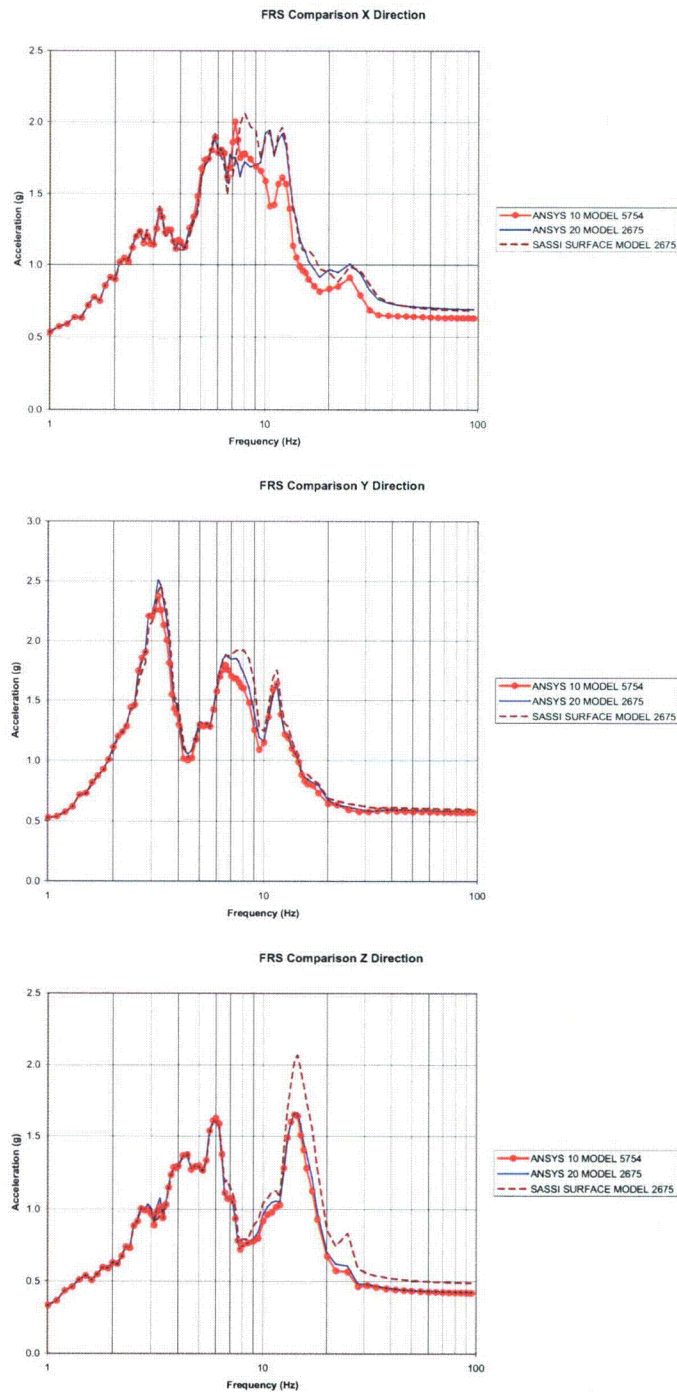 FRS Comparison X Direction
2.5
2.0
1.5
1.0
0.5
0.0
Acceleration (g)
1
10
100
Frequency (Hz)
ANSYS 10 MODEL 5754
ANSYS 20 MODEL 2675
SASSI SURFACE MODEL 2675
FRS Comparison Y Direction
3.0
2.5
2.0
1.5
1.0
0.5
0.0
Acceleration (g)
1
10
100
Frequency (Hz)
ANSYS 10 MODEL 5754
ANSYS 20 MODEL 2675
SASSI SURFACE MODEL 2675
FRS Comparison Z Direction
2.5
2.0
1.5
1.0
0.5
0.0
Acceleration (g)
1
10
100
Frequency (Hz)
ANSYS 10 MODEL 5754
ANSYS 20 MODEL 2675
SASSI SURFACE MODEL 2675